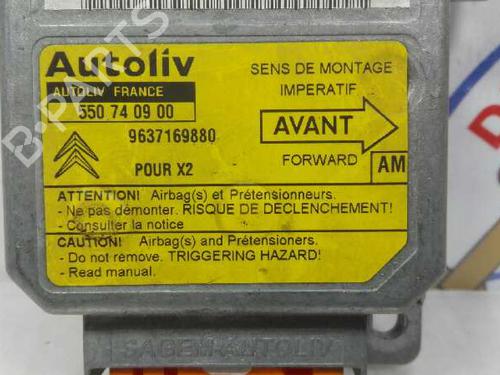 Autoliv
AUTOLIV FRANCE
550 74 09 00
9637169880
POUR X2
SENS DE MONTAGE
IMPERATIF
AVANT
FORWARD
AM
ATTENTION! Airbag(s) et Prétensionneurs.
- Ne pas démonter. RISQUE DE DECLENCHEMENT!
- Consulter la notice
CAUTION! Airbag(s) and Prétensioners.
- Do not remove. TRIGGERING HAZARD!
- Read manual.
SAGEM-AUTOLIV
B-PARTS